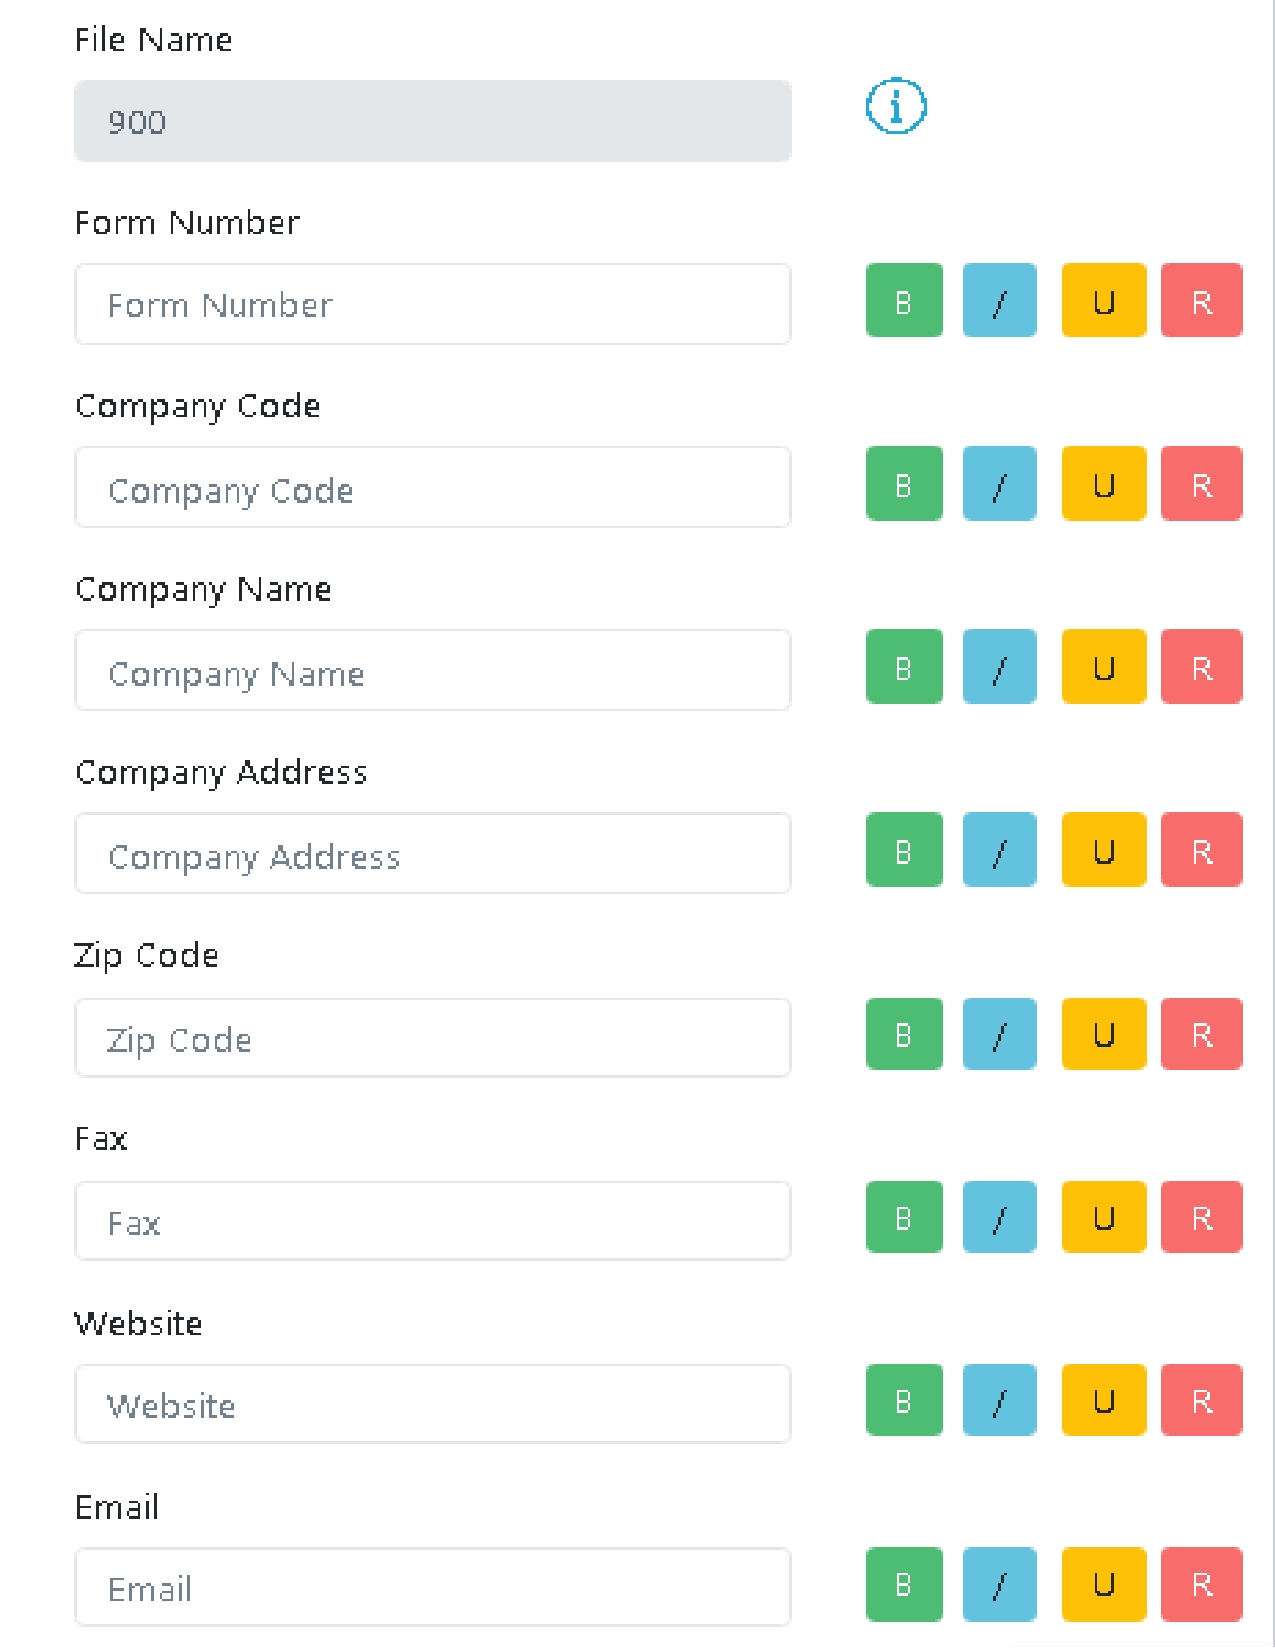 File Name
900
i
Form Number
Form Number B / U R
Company Code
Company Code B / U R
Company Name
Company Name B / U R
Company Address
Company Address B / U R
Zip Code
Zip Code B / U R
Fax
Fax B / U R
Website
Website B / U R
Email
Email B / U R